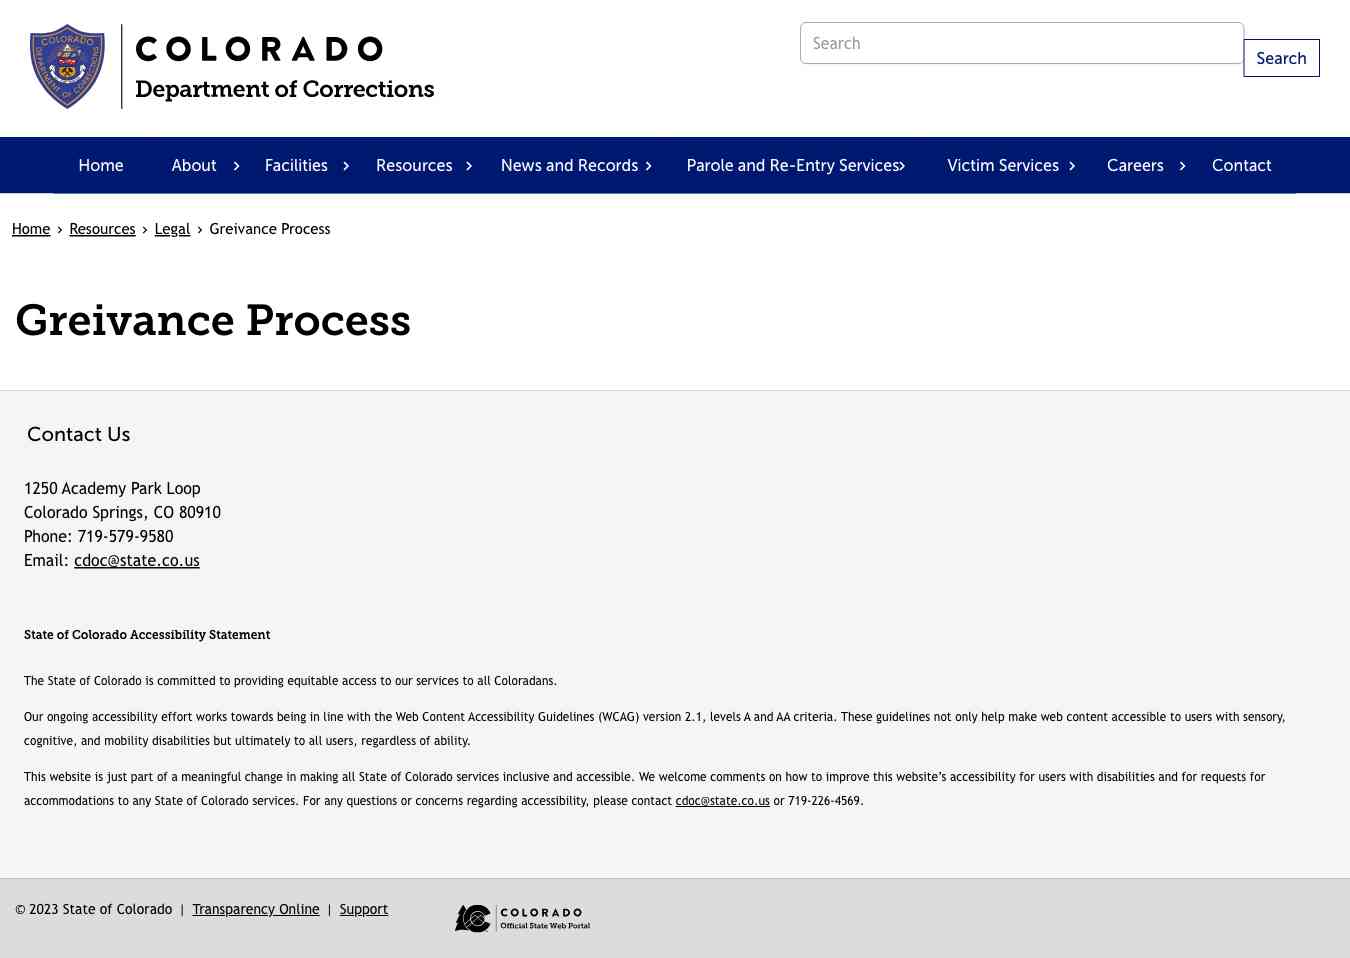 COLORADO
Department of Corrections
Search
Search
Home About Facilities Resources News and Records Parole and Re-Entry Services Victim Services Careers Contact
Home › Resources › Legal › Greivance Process
Greivance Process
Contact Us
1250 Academy Park Loop
Colorado Springs, CO 80910
Phone: 719-579-9580
Email: cdoc@state.co.us
State of Colorado Accessibility Statement
The State of Colorado is committed to providing equitable access to our services to all Coloradans.
Our ongoing accessibility effort works towards being in line with the Web Content Accessibility Guidelines (WCAG) version 2.1, levels A and AA criteria. These guidelines not only help make web content accessible to users with sensory,
cognitive, and mobility disabilities but ultimately to all users, regardless of ability.
This website is just part of a meaningful change in making all State of Colorado services inclusive and accessible. We welcome comments on how to improve this website’s accessibility for users with disabilities and for requests for
accommodations to any State of Colorado services. For any questions or concerns regarding accessibility, please contact cdoc@state.co.us or 719-226-4569.
© 2023 State of Colorado | Transparency Online | Support
COLORADO
Official State Web Portal